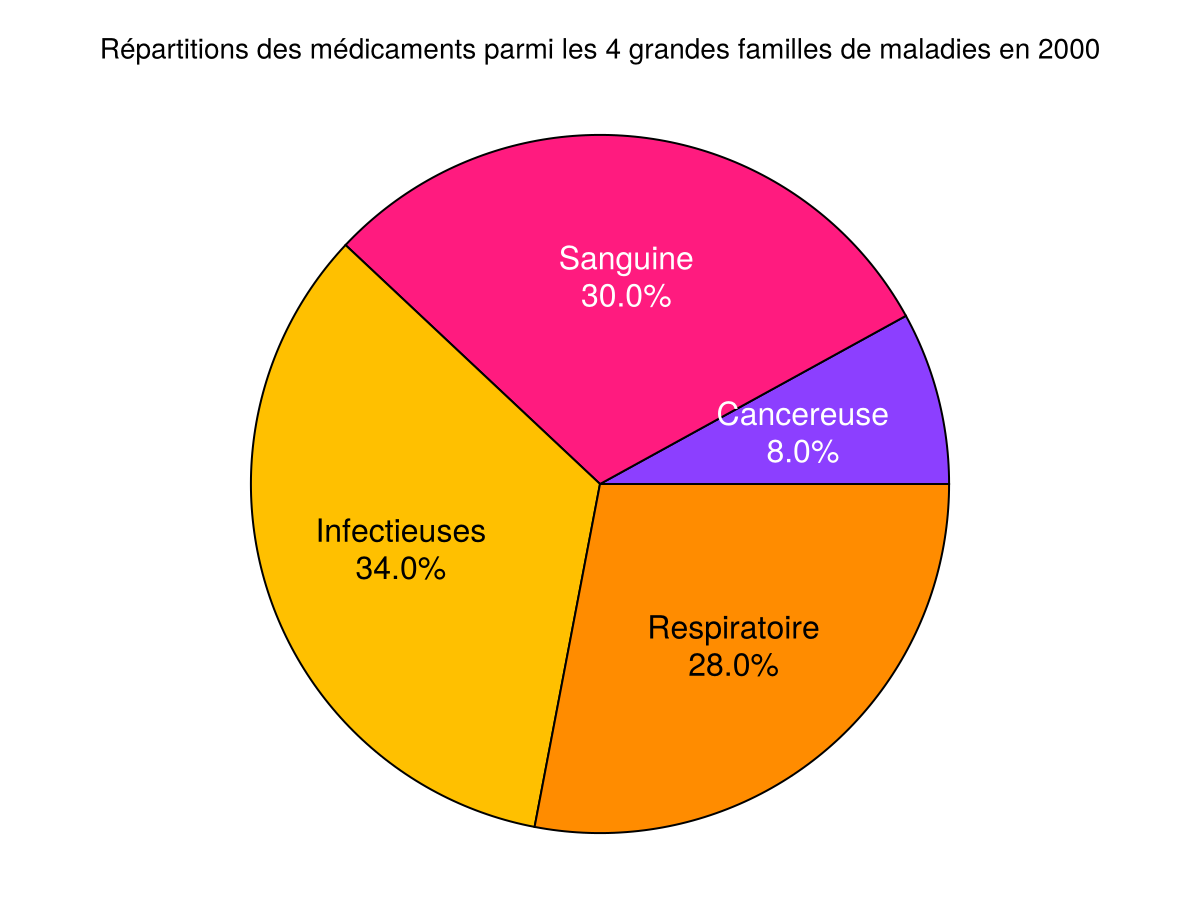 Répartitions des médicaments parmi les 4 grandes familles de maladies en 2000
Sanguine
30.0%
Cancereuse
8.0%
Infectieuses
34.0%
Respiratoire
28.0%